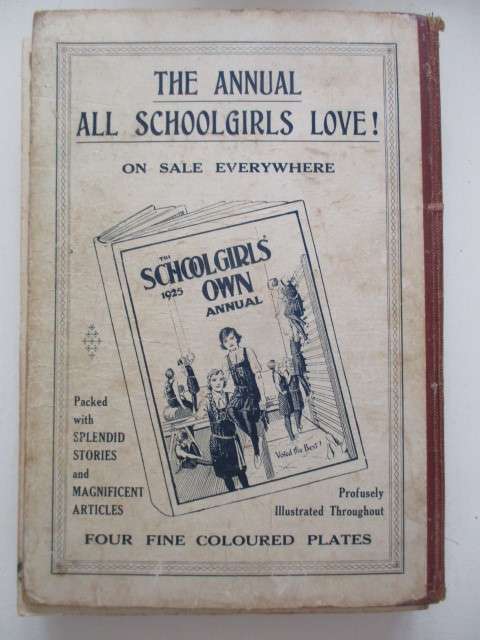 THE ANNUAL
ALL SCHOOLGIRLS LOVE!
ON SALE EVERYWHERE
THE
SCHOOLGIRLS'
1925 OWN
ANNUAL
Voted the Best!
Packed
with
SPLENDID
STORIES
and
MAGNIFICENT
ARTICLES
Profusely
Illustrated Throughout
FOUR FINE COLOURED PLATES